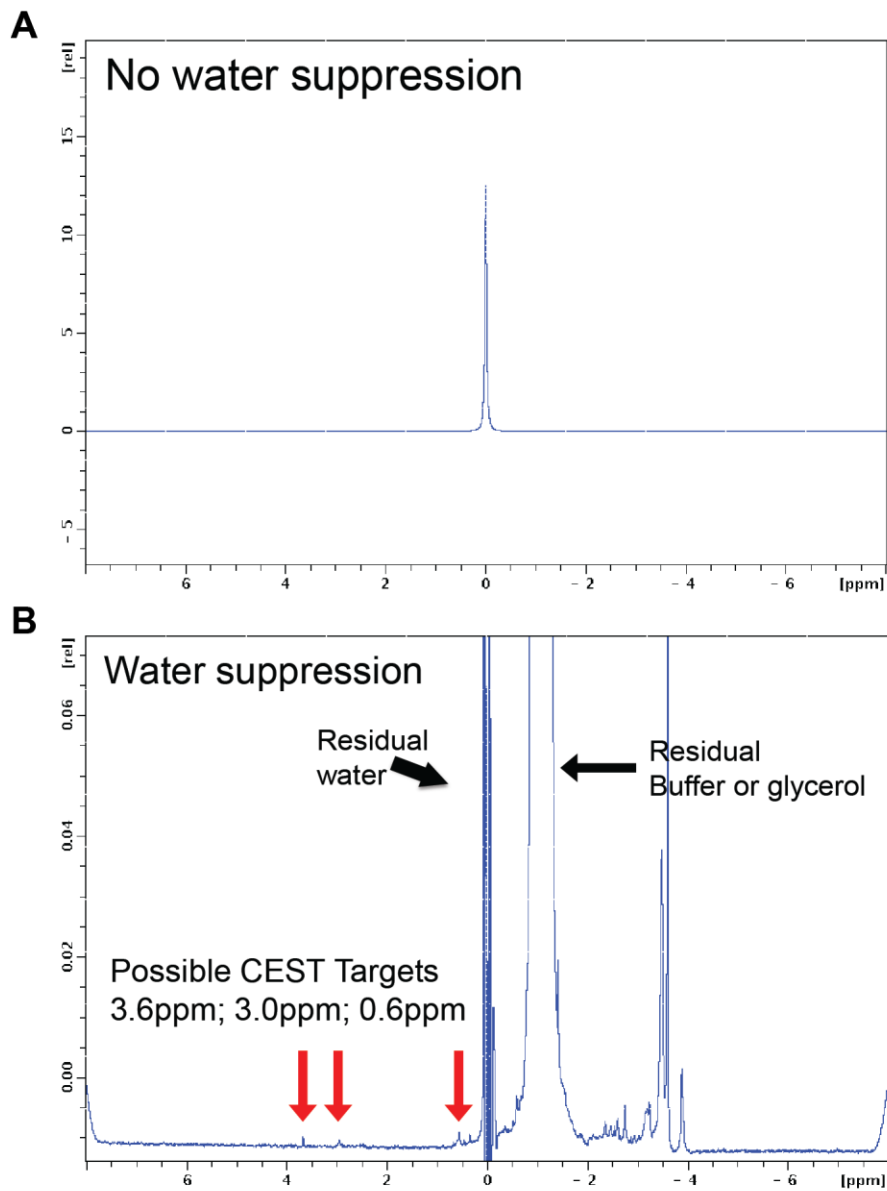 A
[rel]
No water suppression
15
10
5
0
- 5
6
4
2
0
- 2
- 4
- 6
[ppm]
B
[rel]
Water suppression
0.06
Residual
water
Residual
Buffer or glycerol
0.04
0.02
Possible CEST Targets
3.6ppm; 3.0ppm; 0.6ppm
0.00
6
4
2
0
- 2
- 4
- 6
[ppm]